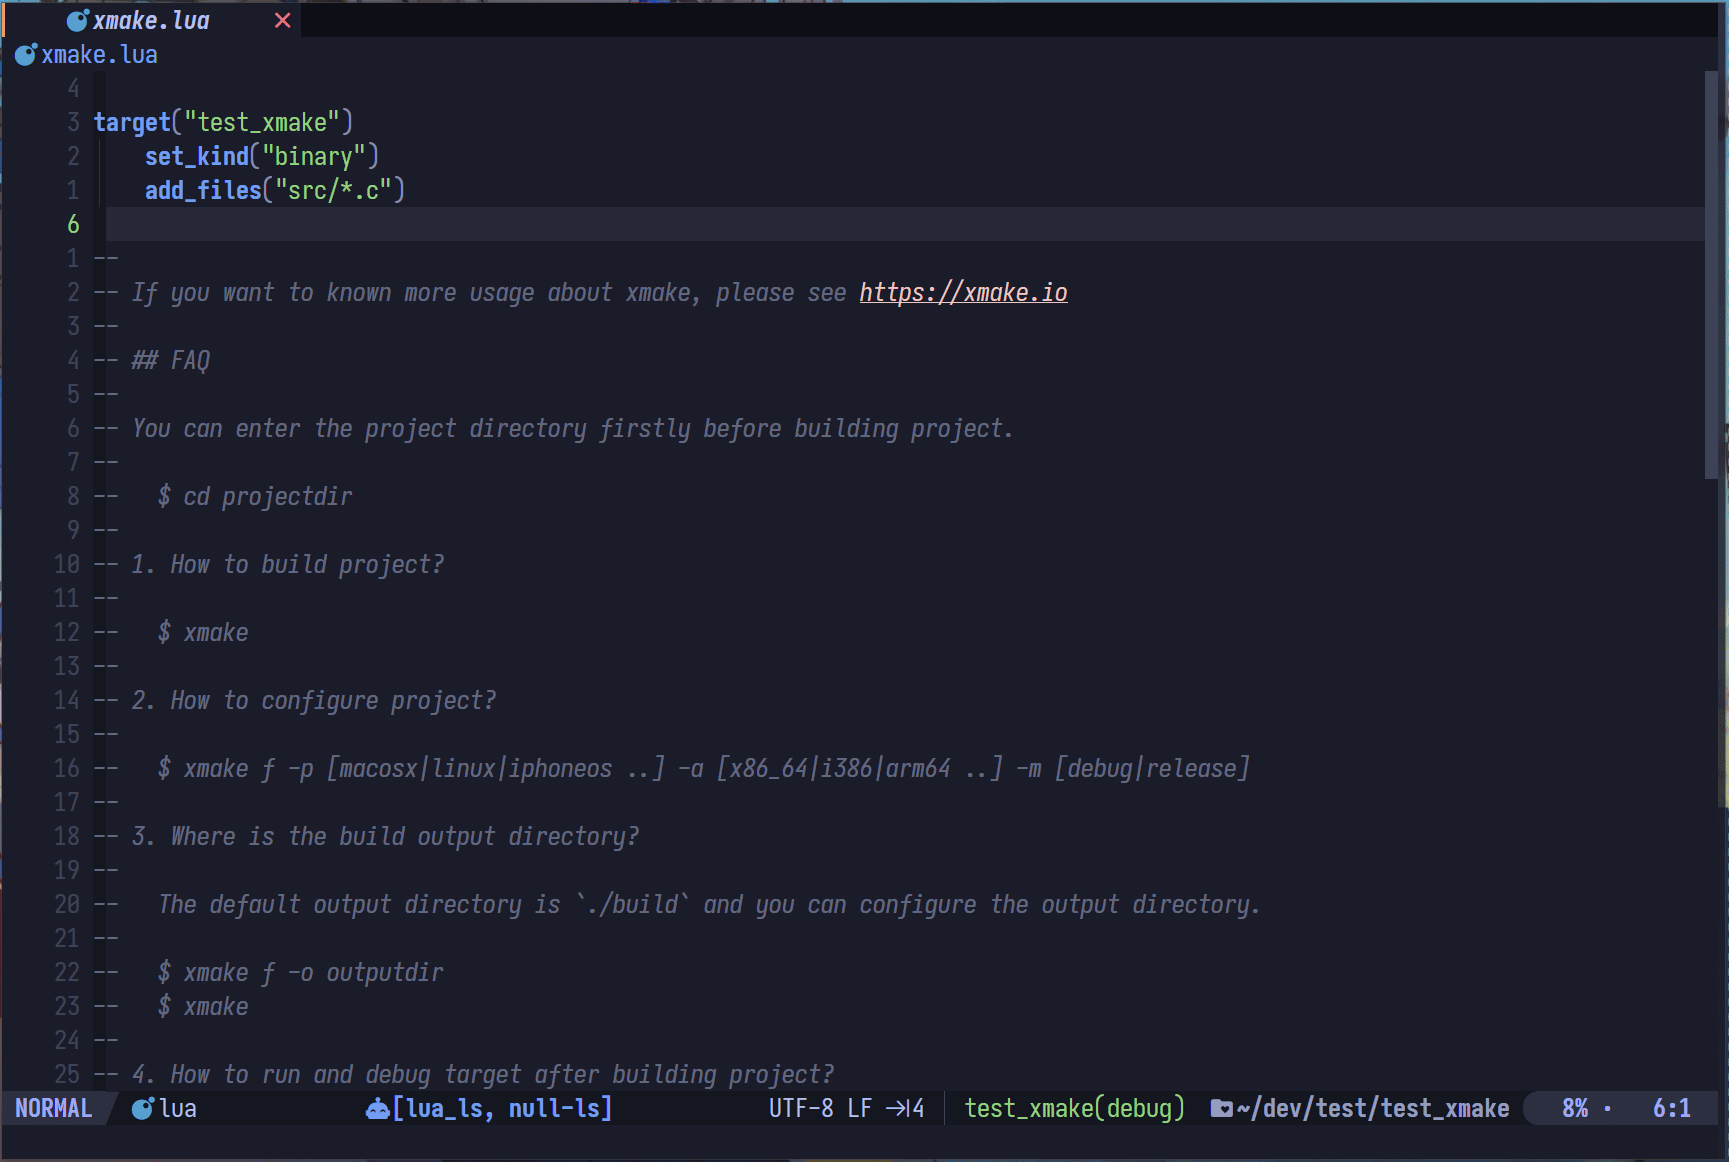 xmake.lua ✕
xmake.lua
4
3 target("test_xmake")
2     set_kind("binary")
1     add_files("src/*.c")
6
1 --
2 -- If you want to known more usage about xmake, please see https://xmake.io
3 --
4 -- ## FAQ
5 --
6 -- You can enter the project directory firstly before building project.
7 --
8 --   $ cd projectdir
9 --
10 -- 1. How to build project?
11 --
12 --   $ xmake
13 --
14 -- 2. How to configure project?
15 --
16 --   $ xmake f -p [macosx|linux|iphoneos ..] -a [x86_64|i386|arm64 ..] -m [debug|release]
17 --
18 -- 3. Where is the build output directory?
19 --
20 --   The default output directory is `./build` and you can configure the output directory.
21 --
22 --   $ xmake f -o outputdir
23 --   $ xmake
24 --
25 -- 4. How to run and debug target after building project?
NORMAL lua [lua_ls, null-ls] UTF-8 LF →|4 test_xmake(debug) ~/dev/test/test_xmake 8% · 6:1